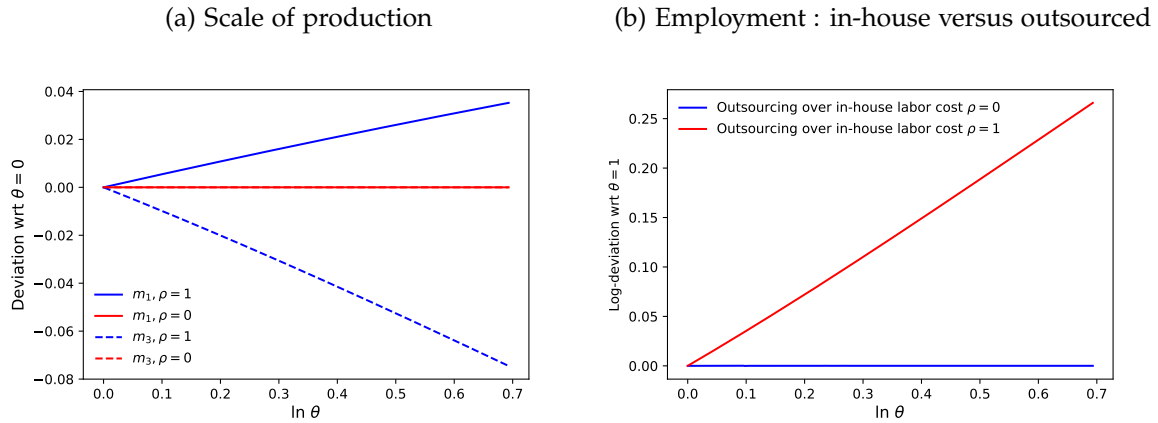 (a) Scale of production
(b) Employment : in-house versus outsourced
Deviation wrt θ = 0
0.04
0.02
0.00
−0.02
−0.04
−0.06
−0.08
m₁, ρ = 1
m₁, ρ = 0
m₃, ρ = 1
m₃, ρ = 0
0.0 0.1 0.2 0.3 0.4 0.5 0.6 0.7
ln θ
Log-deviation wrt θ = 1
0.25
0.20
0.15
0.10
0.05
0.00
Outsourcing over in-house labor cost ρ = 0
Outsourcing over in-house labor cost ρ = 1
0.0 0.1 0.2 0.3 0.4 0.5 0.6 0.7
ln θ